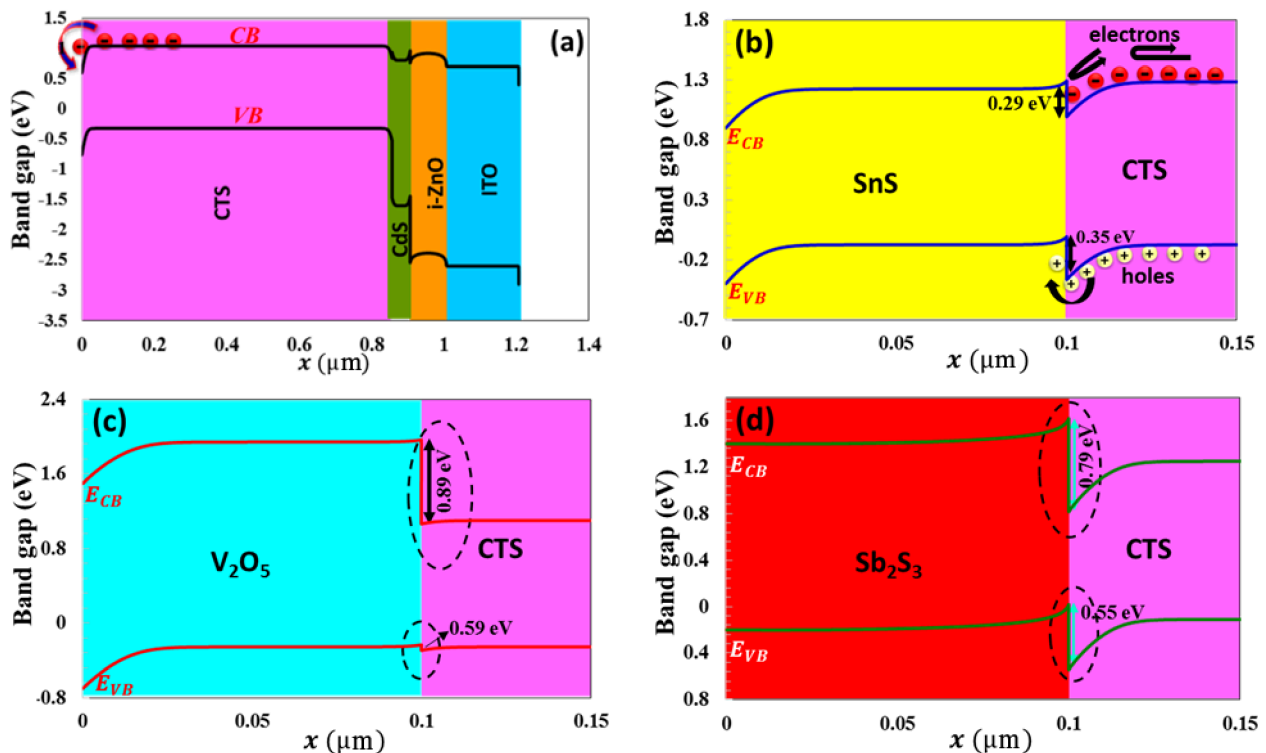 (a)
1.5
1
0.5
0
-0.5
-1
-1.5
-2
-2.5
-3
-3.5
Band gap (eV)
CB
VB
CTS
CdS
i-ZnO
ITO
0 0.2 0.4 0.6 0.8 1 1.2 1.4
x (μm)
(b)
1.8
1.3
0.8
0.3
-0.2
-0.7
Band gap (eV)
electrons
0.29 eV
E_CB
SnS
CTS
0.35 eV
holes
E_VB
0 0.05 0.1 0.15
x (μm)
(c)
2.4
1.6
0.8
0
-0.8
Band gap (eV)
E_CB
0.89 eV
V₂O₅
CTS
0.59 eV
E_VB
0 0.05 0.1 0.15
x (μm)
(d)
1.6
1.2
0.8
0.4
0
0.4
0.8
Band gap (eV)
E_CB
0.79 eV
Sb₂S₃
CTS
0.55 eV
E_VB
0 0.05 0.1 0.15
x (μm)